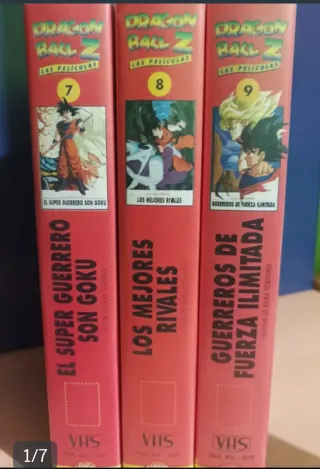 DRAGON
BALL Z
LAS PELÍCULAS
7
EL SUPER GUERRERO SON GOKU
EL SUPER GUERRERO
SON GOKU
VHS
DRAGON
BALL Z
LAS PELÍCULAS
8
LOS MEJORES RIVALES
LOS MEJORES
RIVALES
VHS
DRAGON
BALL Z
LAS PELÍCULAS
9
GUERREROS DE FUERZA ILIMITADA
GUERREROS DE
FUERZA ILIMITADA
VHS
1/7